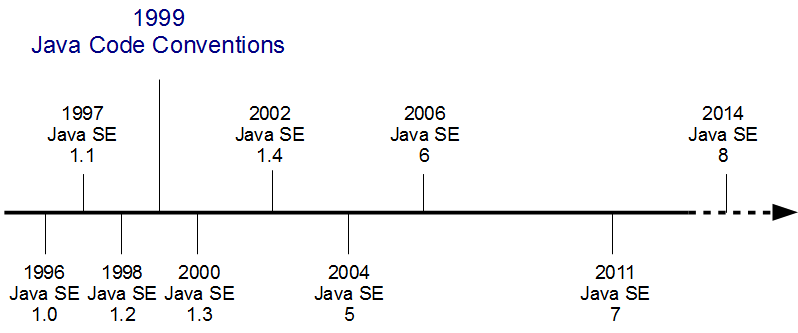 1999
Java Code Conventions
1997
Java SE
1.1
2002
Java SE
1.4
2006
Java SE
6
2014
Java SE
8
1996
Java SE
1.0
1998
Java SE
1.2
2000
Java SE
1.3
2004
Java SE
5
2011
Java SE
7